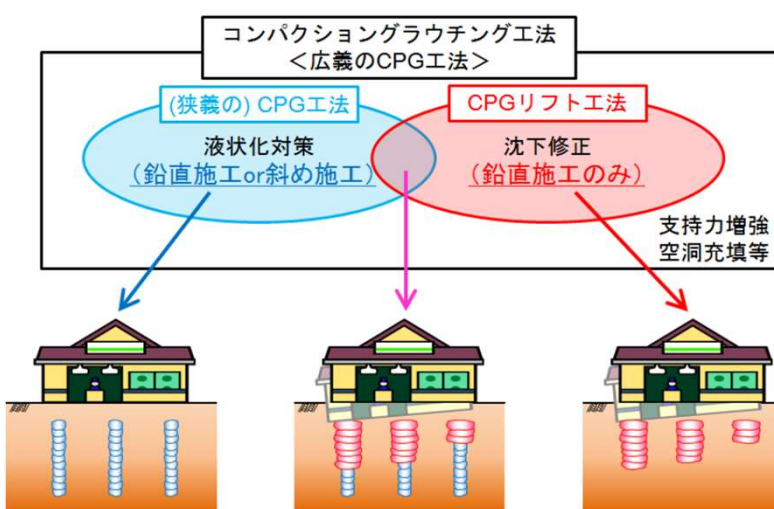 コンパクショングラウチング工法
＜広義のCPG工法＞
(狭義の) CPG工法
CPGリフト工法
液状化対策
（鉛直施工or斜め施工）
沈下修正
（鉛直施工のみ）
支持力増強
空洞充填等